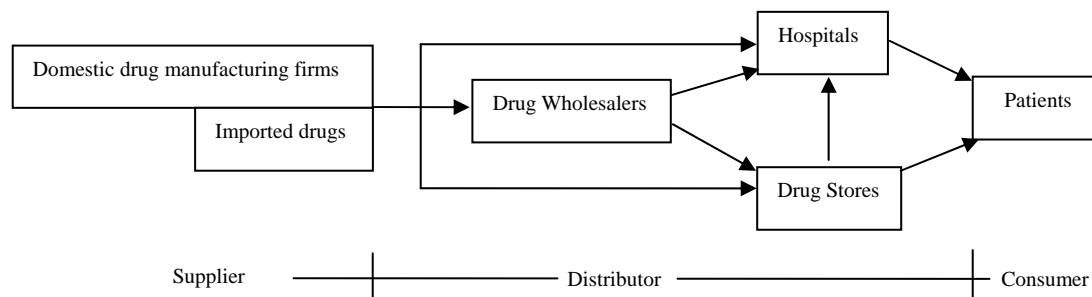 Hospitals
Domestic drug manufacturing firms
Drug Wholesalers
Patients
Imported drugs
Drug Stores
Supplier
Distributor
Consumer